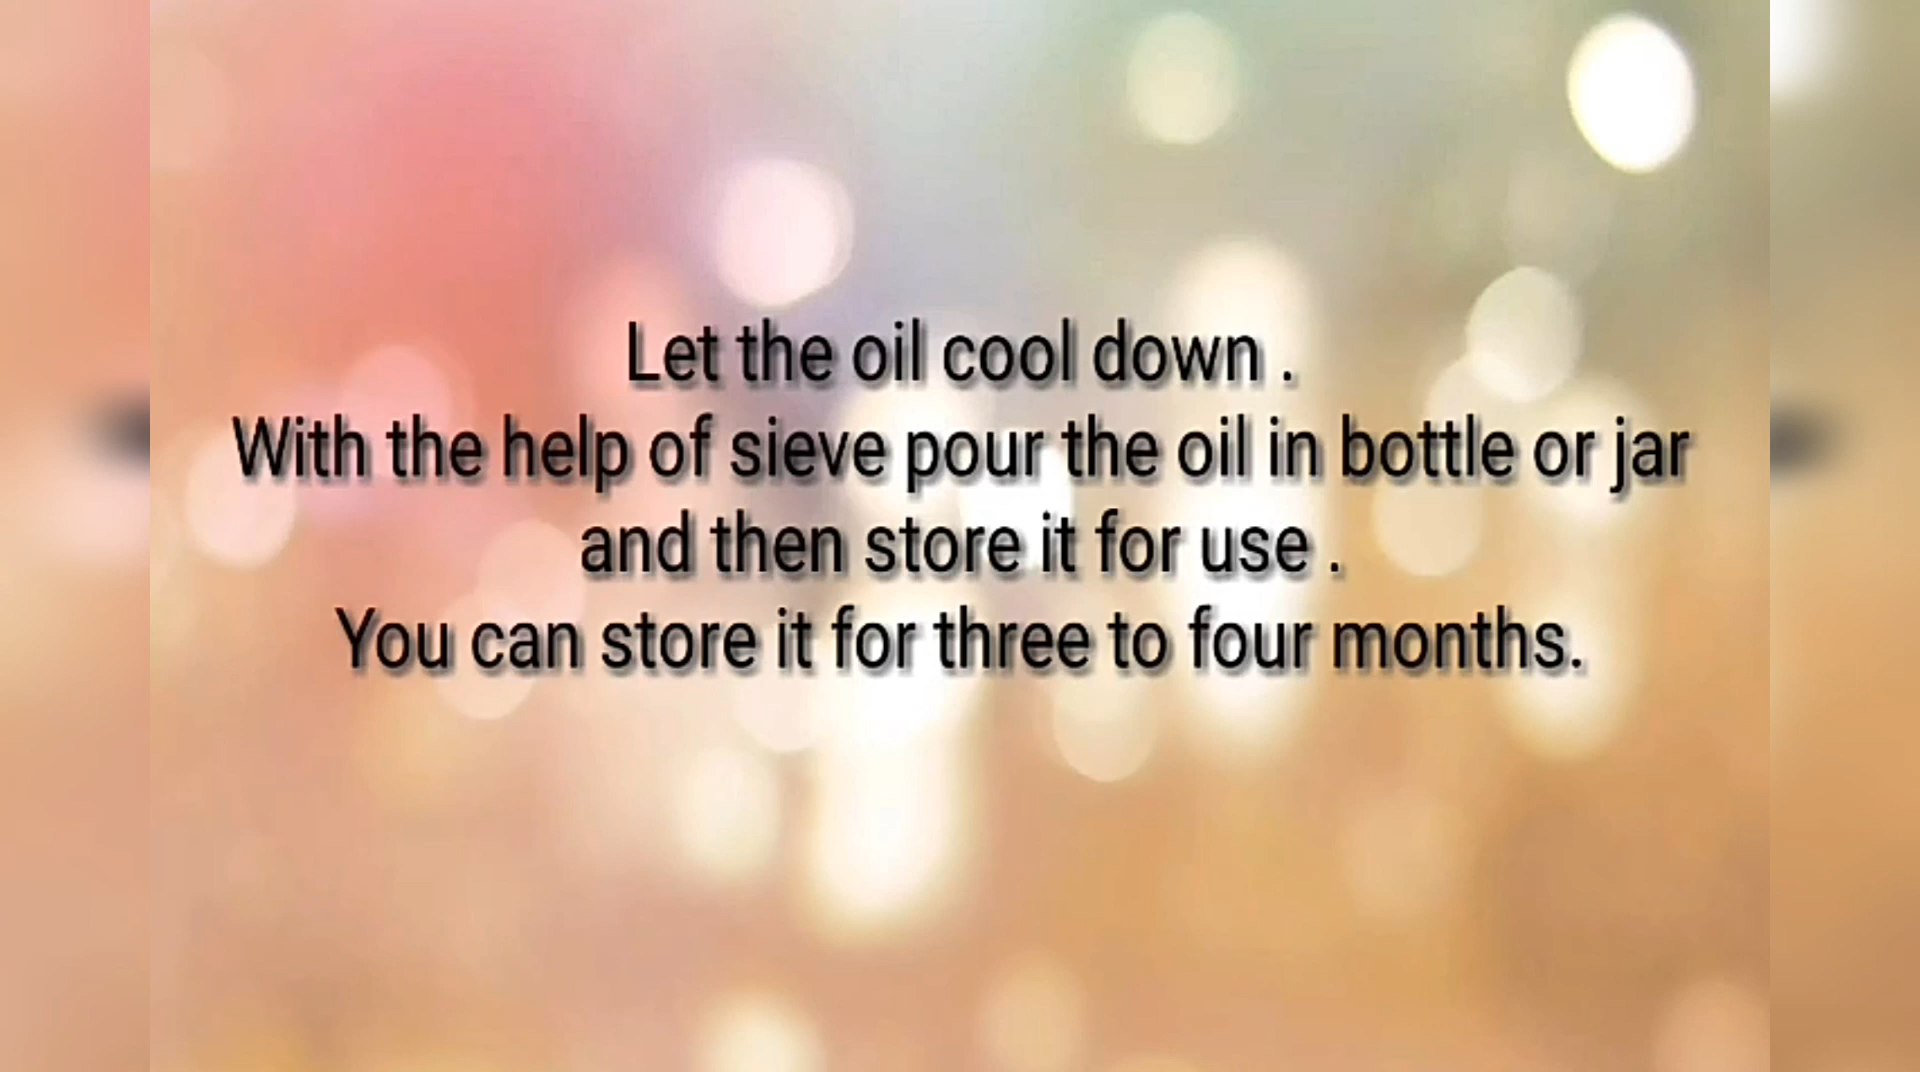 Let the oil cool down .
With the help of sieve pour the oil in bottle or jar
and then store it for use .
You can store it for three to four months.